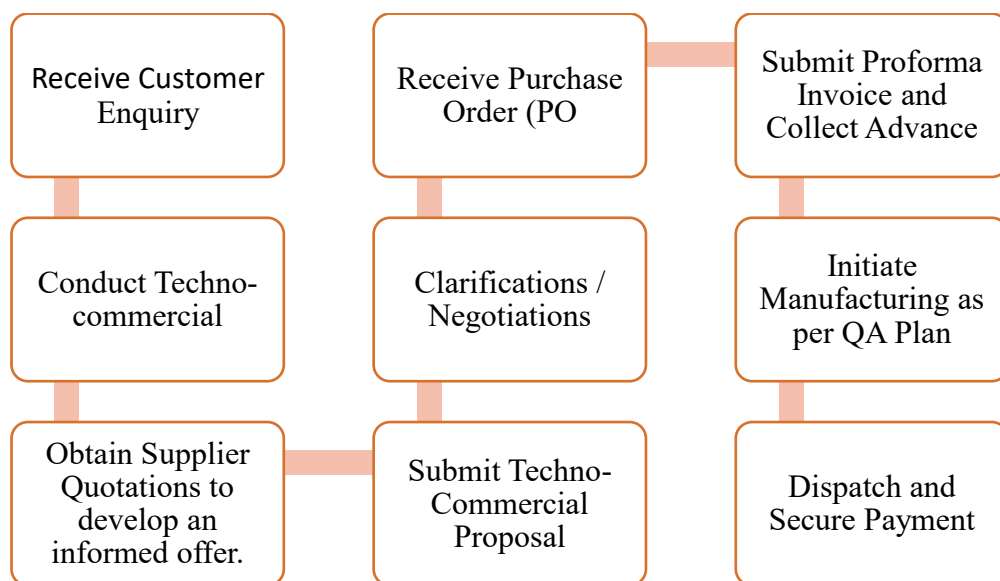 Receive Customer
Enquiry
Conduct Techno-
commercial
Obtain Supplier
Quotations to
develop an
informed offer.
Submit Techno-
Commercial
Proposal
Clarifications /
Negotiations
Receive Purchase
Order (PO
Submit Proforma
Invoice and
Collect Advance
Initiate
Manufacturing as
per QA Plan
Dispatch and
Secure Payment